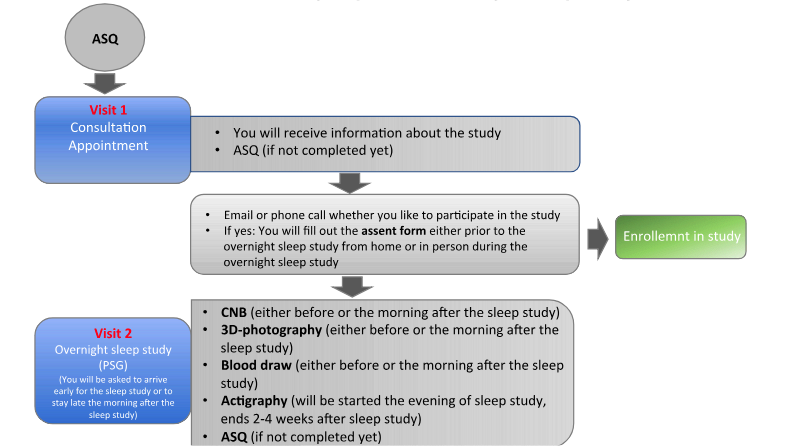 ASQ
Visit 1
Consultation
Appointment
• You will receive information about the study
• ASQ (if not completed yet)
• Email or phone call whether you like to participate in the study
• If yes: You will fill out the assent form either prior to the
overnight sleep study from home or in person during the
overnight sleep study
Enrollemnt in study
Visit 2
Overnight sleep study
(PSG)
(You will be asked to arrive
early for the sleep study or to
stay late the morning after the
sleep study)
• CNB (either before or the morning after the sleep study)
• 3D-photography (either before or the morning after the
sleep study)
• Blood draw (either before or the morning after the sleep
study)
• Actigraphy (will be started the evening of sleep study,
ends 2-4 weeks after sleep study)
• ASQ (if not completed yet)